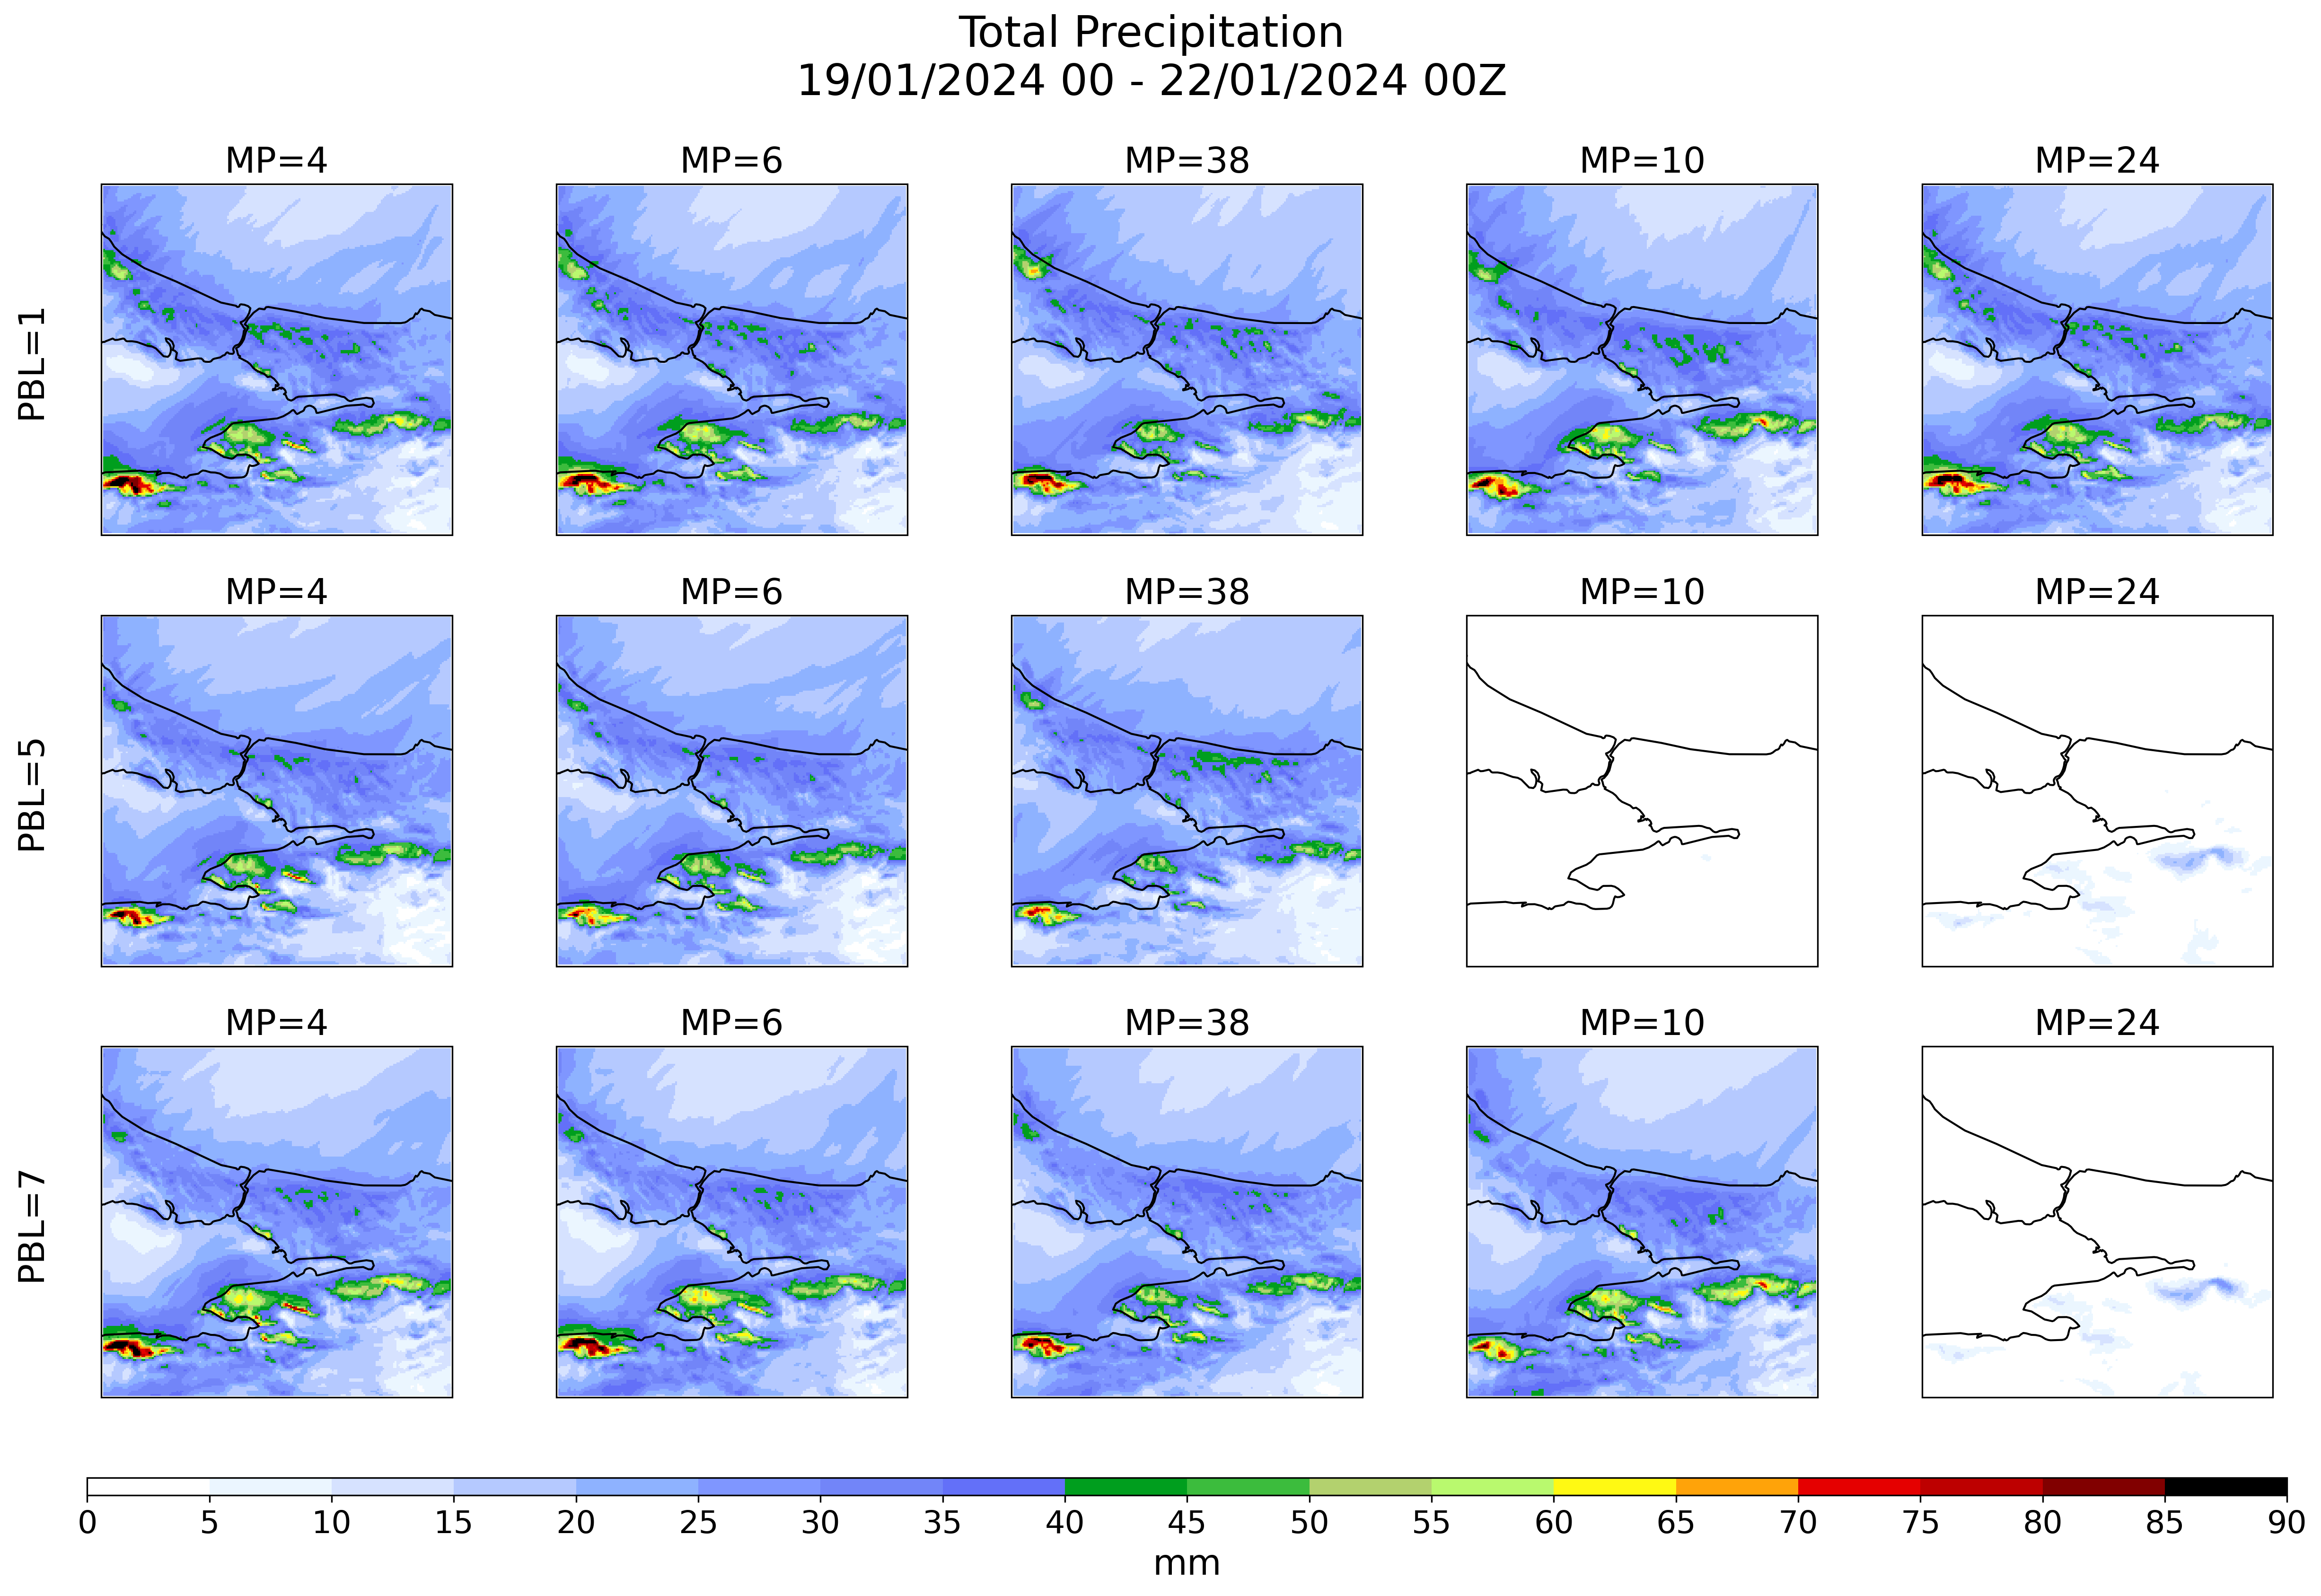 Total Precipitation
19/01/2024 00 - 22/01/2024 00Z
MP=4 MP=6 MP=38 MP=10 MP=24
PBL=1
MP=4 MP=6 MP=38 MP=10 MP=24
PBL=5
MP=4 MP=6 MP=38 MP=10 MP=24
PBL=7
0 5 10 15 20 25 30 35 40 45 50 55 60 65 70 75 80 85 90
mm